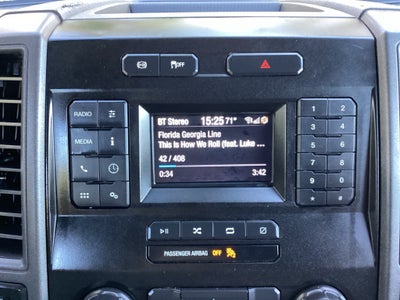 OFF
RADIO
MEDIA
BT Stereo 15:25 71°
Florida Georgia Line
This Is How We Roll (feat. Luke ...
42 / 408
0:34 3:42
1 2
3 4
5 6
7 8
9 0
* #
PASSENGER AIRBAG OFF